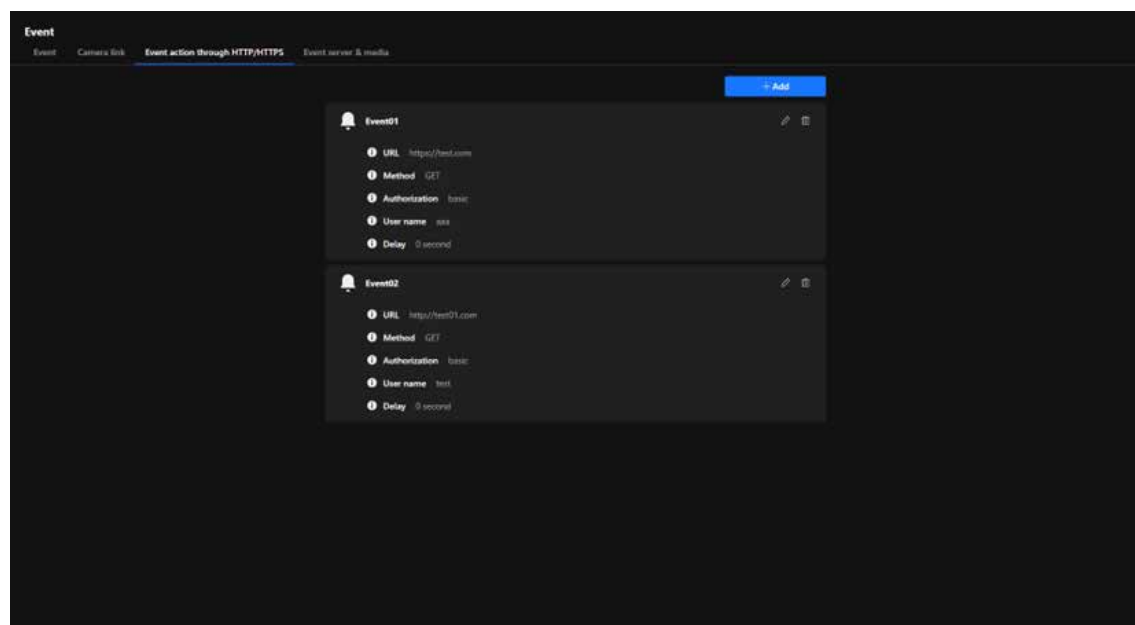 Event
Event Camera link Event action through HTTP/HTTPS Event server & media
+ Add
Event01
URL https://test.com
Method GET
Authorization basic
User name
Delay 0 second
Event02
URL http://test01.com
Method GET
Authorization basic
User name test
Delay 0 second